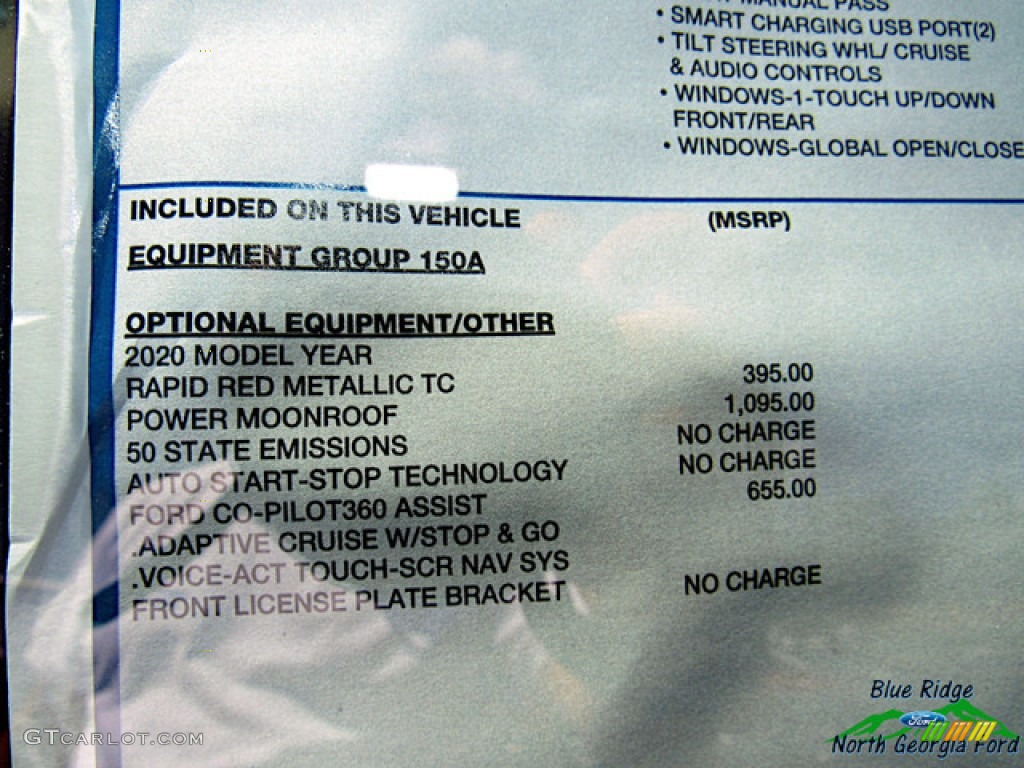 MANUAL PASS
• SMART CHARGING USB PORT(2)
• TILT STEERING WHL/ CRUISE
& AUDIO CONTROLS
• WINDOWS-1-TOUCH UP/DOWN
FRONT/REAR
• WINDOWS-GLOBAL OPEN/CLOSE
INCLUDED ON THIS VEHICLE (MSRP)
EQUIPMENT GROUP 150A
OPTIONAL EQUIPMENT/OTHER
2020 MODEL YEAR
RAPID RED METALLIC TC 395.00
POWER MOONROOF 1,095.00
50 STATE EMISSIONS NO CHARGE
AUTO START-STOP TECHNOLOGY NO CHARGE
FORD CO-PILOT360 ASSIST 655.00
.ADAPTIVE CRUISE W/STOP & GO
.VOICE-ACT TOUCH-SCR NAV SYS
FRONT LICENSE PLATE BRACKET NO CHARGE
GTCARLOT.COM
Blue Ridge
Ford
North Georgia Ford